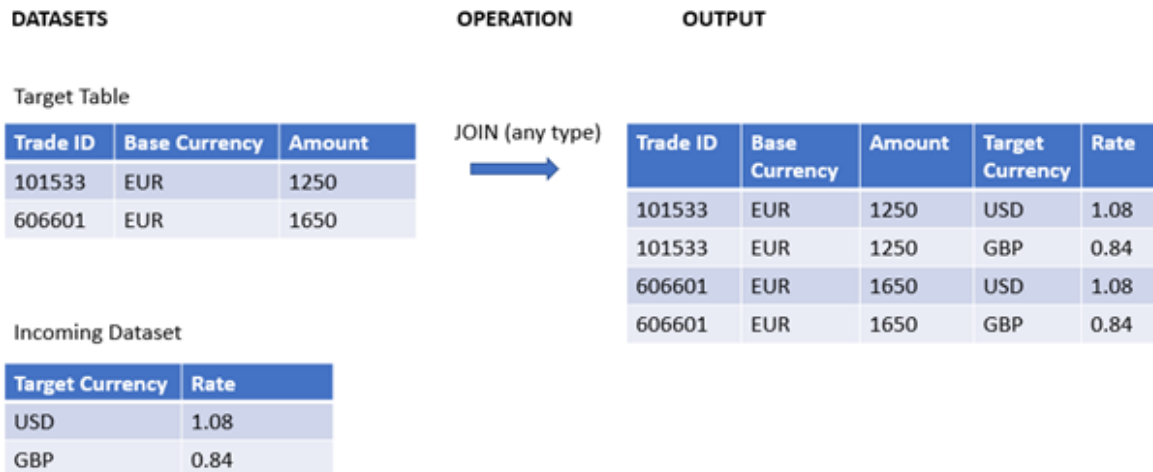 DATASETS OPERATION OUTPUT
Target Table
Trade ID Base Currency Amount
101533 EUR 1250
606601 EUR 1650
Incoming Dataset
Target Currency Rate
USD 1.08
GBP 0.84
JOIN (any type)
Trade ID Base Amount Target Rate
Currency Currency
101533 EUR 1250 USD 1.08
101533 EUR 1250 GBP 0.84
606601 EUR 1650 USD 1.08
606601 EUR 1650 GBP 0.84